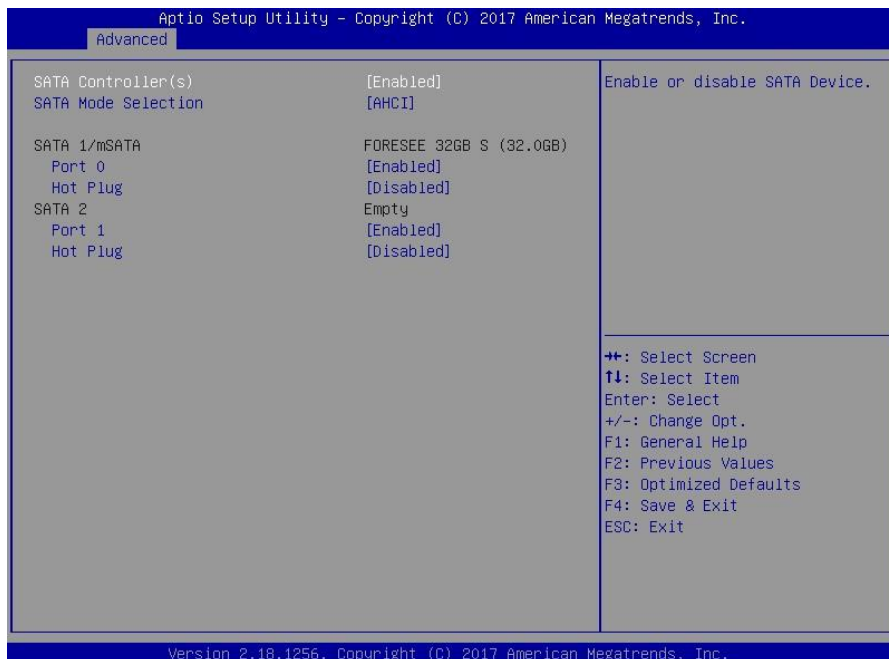 Aptio Setup Utility – Copyright (C) 2017 American Megatrends, Inc.
Advanced
SATA Controller(s) [Enabled]
SATA Mode Selection [AHCI]
SATA 1/mSATA FORESEE 32GB S (32.0GB)
Port 0 [Enabled]
Hot Plug [Disabled]
SATA 2 Empty
Port 1 [Enabled]
Hot Plug [Disabled]
Enable or disable SATA Device.
→←: Select Screen
↑↓: Select Item
Enter: Select
+/-: Change Opt.
F1: General Help
F2: Previous Values
F3: Optimized Defaults
F4: Save & Exit
ESC: Exit
Version 2.18.1256. Copyright (C) 2017 American Megatrends, Inc.